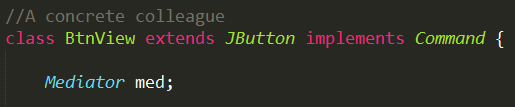 //A concrete colleague
class BtnView extends JButton implements Command {
Mediator med;